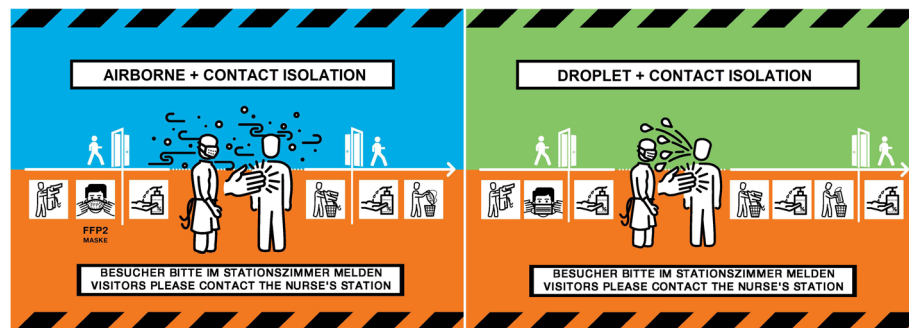 AIRBORNE + CONTACT ISOLATION
FFP2
MASKE
BESUCHER BITTE IM STATIONSZIMMER MELDEN
VISITORS PLEASE CONTACT THE NURSE'S STATION
DROPLET + CONTACT ISOLATION
BESUCHER BITTE IM STATIONSZIMMER MELDEN
VISITORS PLEASE CONTACT THE NURSE'S STATION